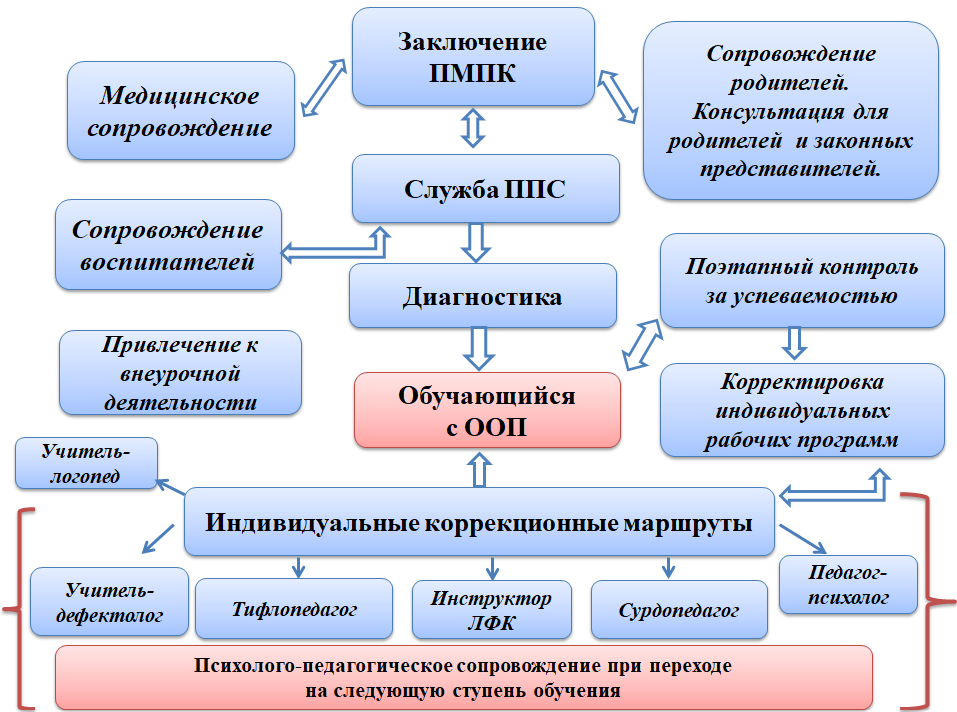 Заключение
ПМПК
Медицинское
сопровождение
Сопровождение
родителей.
Консультация для
родителей и законных
представителей.
Служба ППС
Сопровождение
воспитателей
Диагностика
Поэтапный контроль
за успеваемостью
Привлечение к
внеурочной
деятельности
Обучающийся
с ООП
Корректировка
индивидуальных
рабочих программ
Учитель-
логопед
Индивидуальные коррекционные маршруты
Учитель-
дефектолог
Тифлопедагог
Инструктор
ЛФК
Сурдопедагог
Педагог-
психолог
Психолого-педагогическое сопровождение при переходе
на следующую ступень обучения